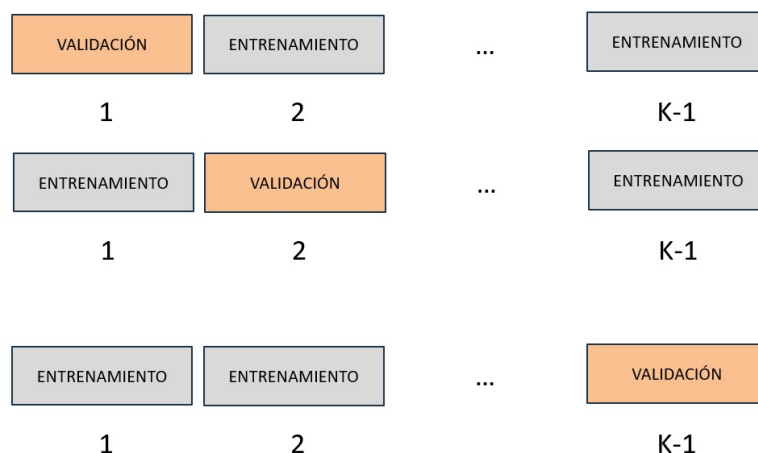 VALIDACIÓN ENTRENAMIENTO ... ENTRENAMIENTO
1 2 K-1
ENTRENAMIENTO VALIDACIÓN ... ENTRENAMIENTO
1 2 K-1
ENTRENAMIENTO ENTRENAMIENTO ... VALIDACIÓN
1 2 K-1